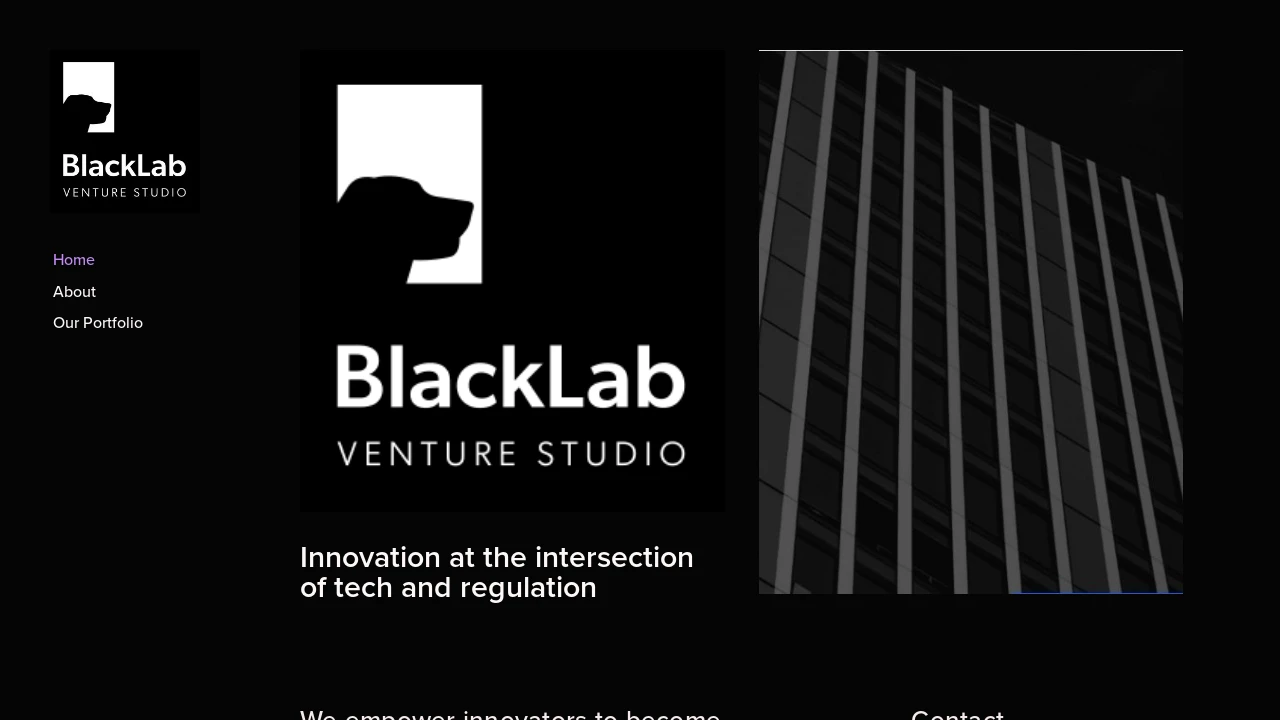 BlackLab
VENTURE STUDIO
Home
About
Our Portfolio
BlackLab
VENTURE STUDIO
Innovation at the intersection
of tech and regulation
We empower innovators to become
Contact